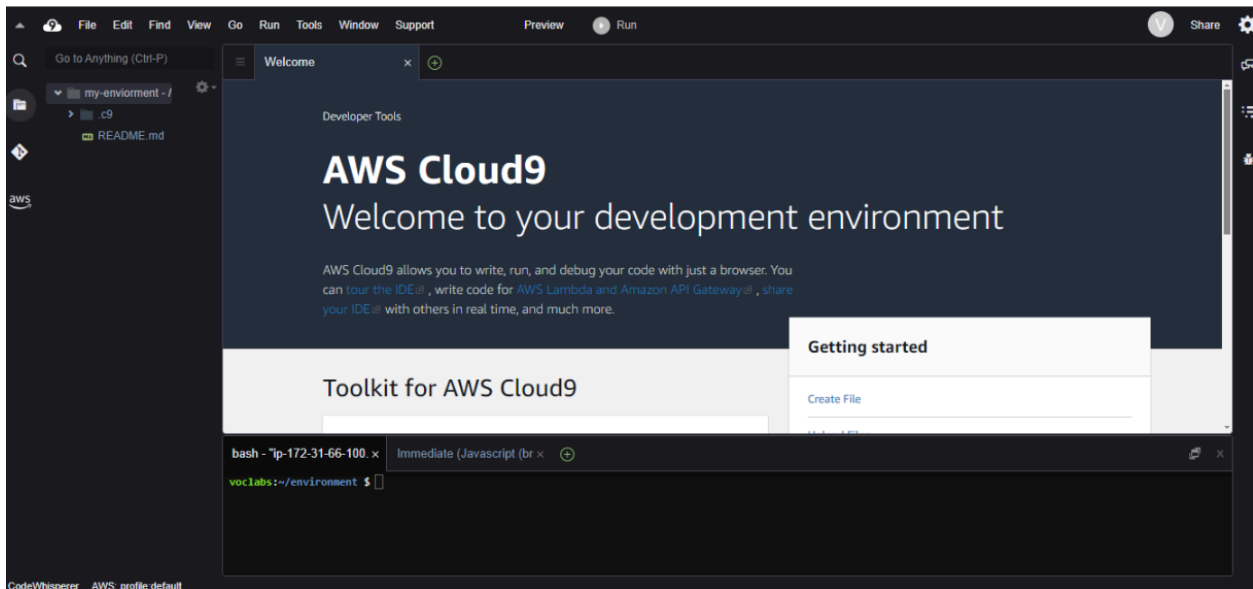 File Edit Find View Go Run Tools Window Support Preview Run V Share
Go to Anything (Ctrl-P)
Welcome
my-enviorment - /
.c9
README.md
aws
Developer Tools
AWS Cloud9
Welcome to your development environment
AWS Cloud9 allows you to write, run, and debug your code with just a browser. You
can tour the IDE , write code for AWS Lambda and Amazon API Gateway , share
your IDE with others in real time, and much more.
Toolkit for AWS Cloud9
Getting started
Create File
bash - "ip-172-31-66-100. × Immediate (Javascript (br ×
voclabs:~/environment $
CodeWhisperer AWS: profile:default